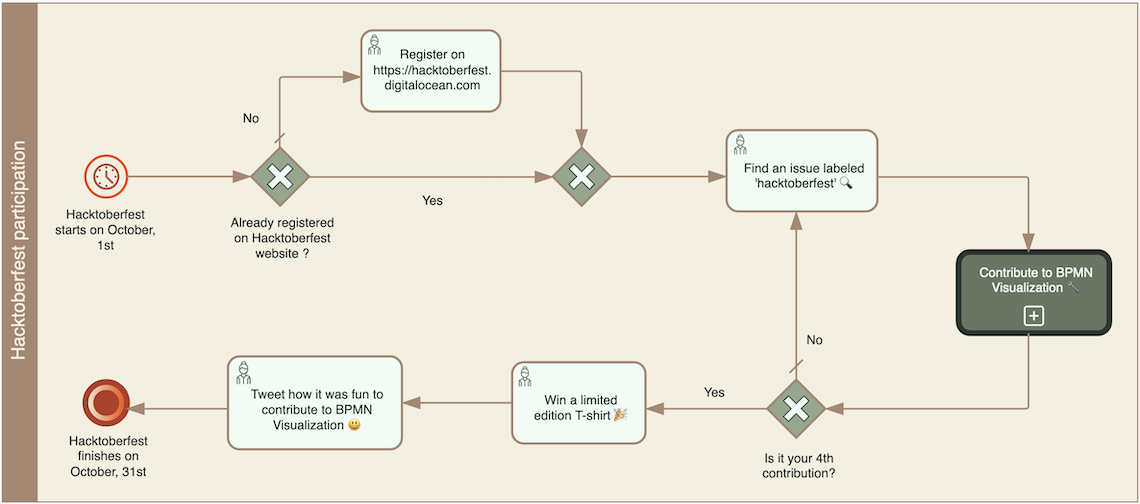 Hacktoberfest participation
Register on
https://hacktoberfest.
digitalocean.com
No
Hacktoberfest
starts on October,
1st
Already registered
on Hacktoberfest
website ?
Yes
Find an issue labeled
'hacktoberfest' 🔍
Contribute to BPMN
Visualization 🔧
No
Is it your 4th
contribution?
Yes
Win a limited
edition T-shirt 🎉
Tweet how it was fun to
contribute to BPMN
Visualization 😃
Hacktoberfest
finishes on
October, 31st